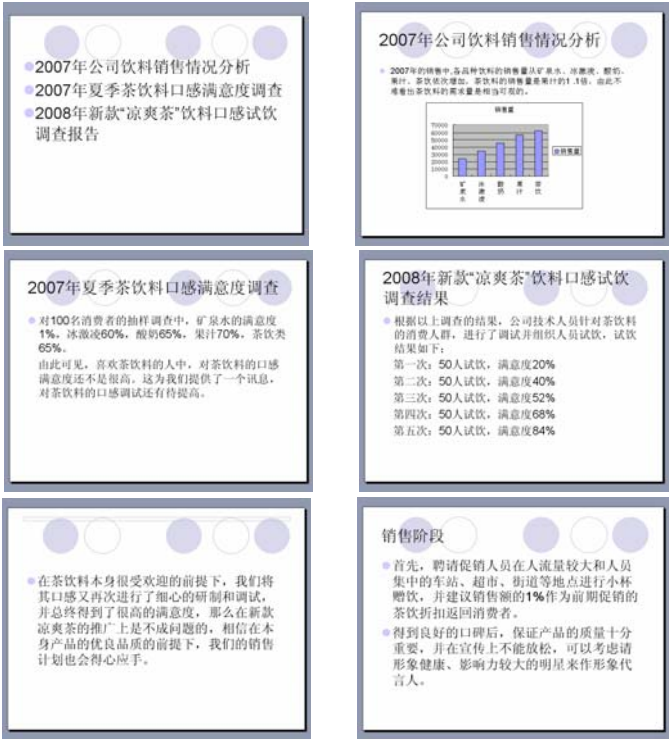 2007年公司饮料销售情况分析
2007年夏季茶饮料口感满意度调查
2008年新款“凉爽茶”饮料口感试饮
调查报告
2007年公司饮料销售情况分析
2007年的销售中,各品种饮料的销售量从矿泉水、冰激凌、酸奶、
果汁、茶饮依次增加。茶饮料的销售量是果汁的1.1倍。由此不
难看出茶饮料的需求量是相当可观的。
销售量
70000
60000
50000
40000
30000
20000
10000
0
矿泉水
冰激凌
酸奶
果汁
茶饮
销售量
2007年夏季茶饮料口感满意度调查
对100名消费者的抽样调查中，矿泉水的满意度
1%，冰激凌60%，酸奶65%，果汁70%，茶饮类
65%。
由此可见，喜欢茶饮料的人中，对茶饮料的口感
满意度还不是很高。这为我们提供了一个讯息，
对茶饮料的口感调试还有待提高。
2008年新款“凉爽茶”饮料口感试饮
调查结果
根据以上调查的结果，公司技术人员针对茶饮料
的消费人群，进行了调试并组织人员试饮，试饮
结果如下：
第一次：50人试饮，满意度20%
第二次：50人试饮，满意度40%
第三次：50人试饮，满意度52%
第四次：50人试饮，满意度68%
第五次：50人试饮，满意度84%
在茶饮料本身很受欢迎的前提下，我们将
其口感又再次进行了细心的研制和调试，
并总终得到了很高的满意度，那么在新款
凉爽茶的推广上是不成问题的，相信在本
身产品的优良品质的前提下，我们的销售
计划也会得心应手。
销售阶段
首先，聘请促销人员在人流量较大和人员
集中的车站、超市、街道等地点进行小杯
赠饮，并建议销售额的1%作为前期促销的
茶饮折扣返回消费者。
得到良好的口碑后，保证产品的质量十分
重要，并在宣传上不能放松，可以考虑请
形象健康、影响力较大的明星来作形象代
言人。